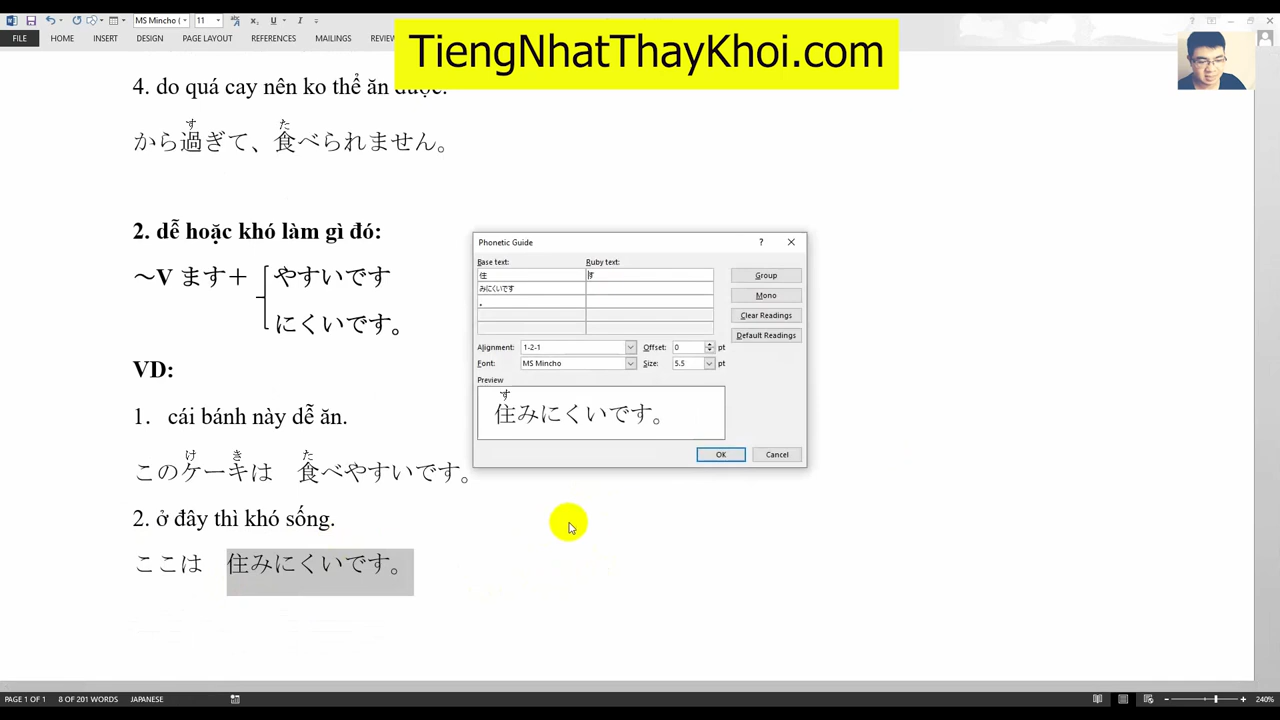 MS Mincho ( 11
TiengNhatThayKhoi.com
FILE HOME INSERT DESIGN PAGE LAYOUT REFERENCES MAILINGS
4. do quá cay nên ko thể ăn được.
す た
から過ぎて、食べられません。
2. dễ hoặc khó làm gì đó:
～V ます＋ やすいです
にくいです。
VD:
1. cái bánh này dễ ăn.
け き た
このケーキは 食べやすいです。
2. ở đây thì khó sống.
ここは 住みにくいです。
Phonetic Guide
Base text: Ruby text:
住 す Group
みにくいです
。 Mono
Clear Readings
Default Readings
Alignment: 1-2-1 Offset: 0 pt
Font: MS Mincho Size: 5.5 pt
Preview
す
住みにくいです。
OK Cancel
PAGE 1 OF 1 8 OF 201 WORDS JAPANESE 240%